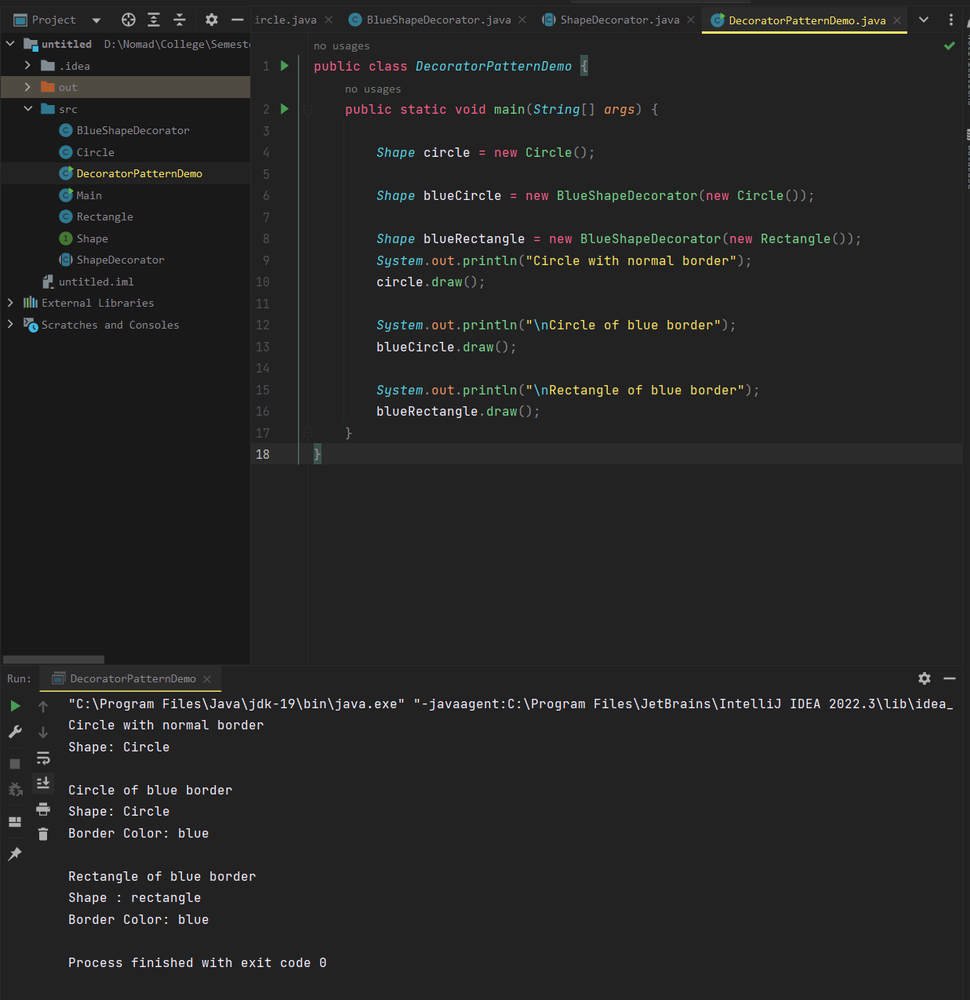 Project
ircle.java BlueShapeDecorator.java ShapeDecorator.java DecoratorPatternDemo.java
untitled D:\Nomad\College\Semest
.idea
out
src
BlueShapeDecorator
Circle
DecoratorPatternDemo
Main
Rectangle
Shape
ShapeDecorator
untitled.iml
External Libraries
Scratches and Consoles
no usages
1 public class DecoratorPatternDemo {
no usages
2 public static void main(String[] args) {
3
4 Shape circle = new Circle();
5
6 Shape blueCircle = new BlueShapeDecorator(new Circle());
7
8 Shape blueRectangle = new BlueShapeDecorator(new Rectangle());
9 System.out.println("Circle with normal border");
10 circle.draw();
11
12 System.out.println("\nCircle of blue border");
13 blueCircle.draw();
14
15 System.out.println("\nRectangle of blue border");
16 blueRectangle.draw();
17 }
18 }
Run: DecoratorPatternDemo
"C:\Program Files\Java\jdk-19\bin\java.exe" "-javaagent:C:\Program Files\JetBrains\IntelliJ IDEA 2022.3\lib\idea_
Circle with normal border
Shape: Circle
Circle of blue border
Shape: Circle
Border Color: blue
Rectangle of blue border
Shape : rectangle
Border Color: blue
Process finished with exit code 0